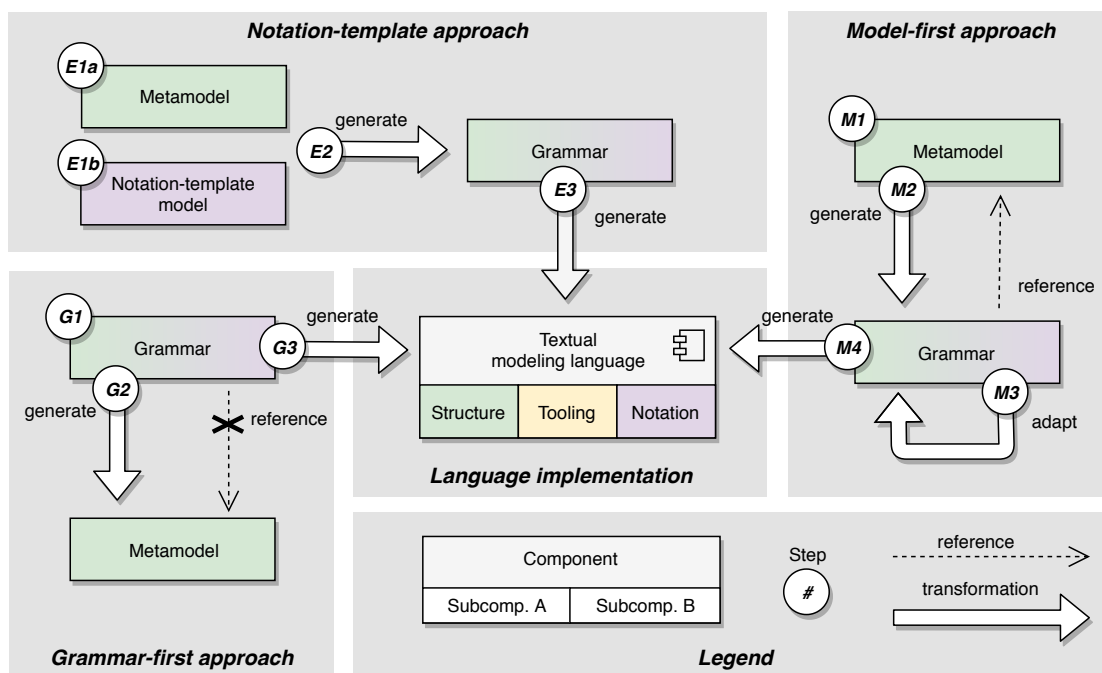 Notation-template approach
E1a
Metamodel
E1b
Notation-template
model
E2
generate
Grammar
E3
generate
Model-first approach
M1
Metamodel
M2
generate
reference
Grammar
M4
generate
M3
adapt
G1
Grammar
G3
generate
G2
generate
reference
Metamodel
Grammar-first approach
Textual
modeling language
Structure
Tooling
Notation
Language implementation
Component
Subcomp. A
Subcomp. B
Step
#
reference
transformation
Legend